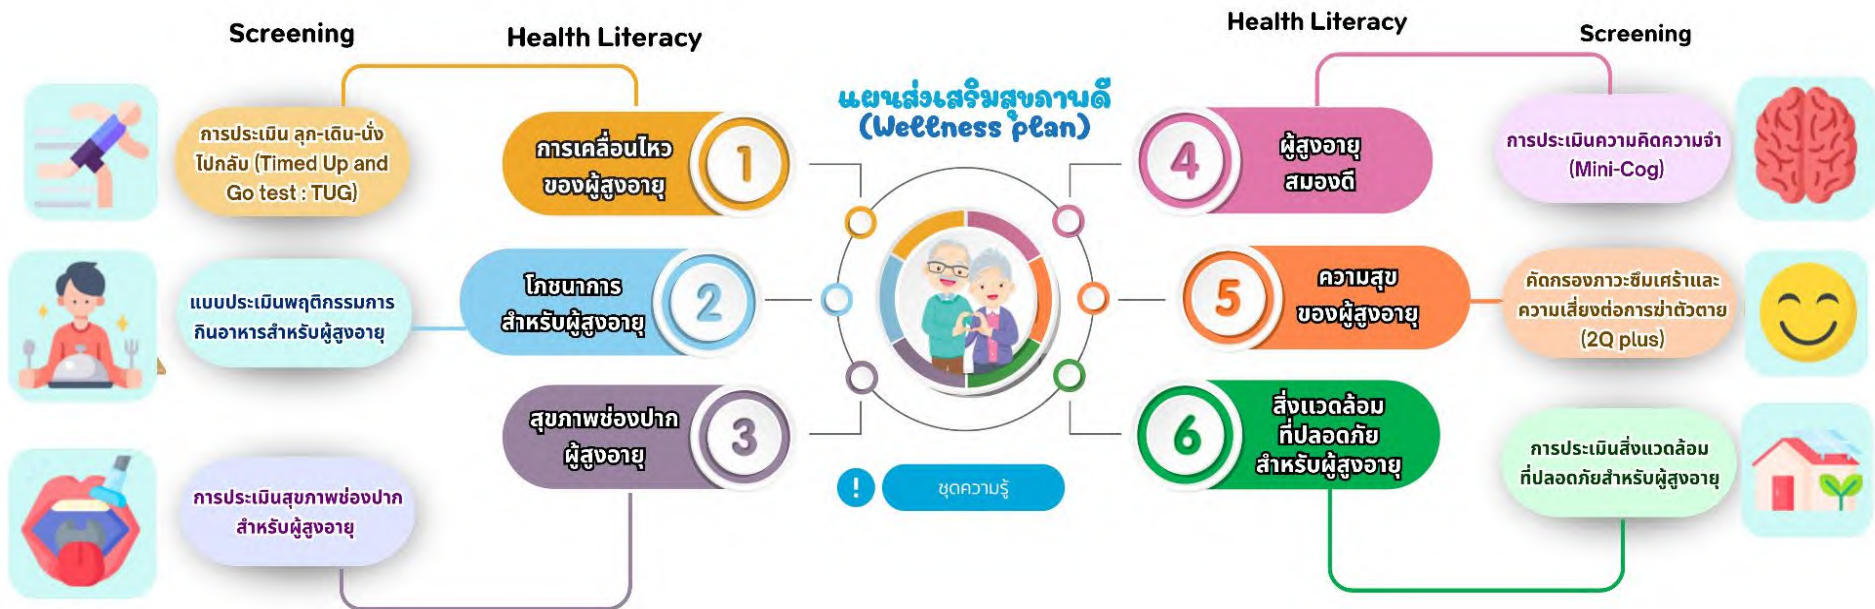 Screening
Health Literacy
การประเมิน ลุก-เดิน-นั่ง
ไปกลับ (Timed Up and
Go test : TUG)
การเคลื่อนไหว
ของผู้สูงอายุ
1
แบบประเมินพฤติกรรมการ
กินอาหารสำหรับผู้สูงอายุ
โภชนาการ
สำหรับผู้สูงอายุ
2
การประเมินสุขภาพช่องปาก
สำหรับผู้สูงอายุ
สุขภาพช่องปาก
ผู้สูงอายุ
3
แผนส่งเสริมสุขภาพดี
(Wellness plan)
!
ชุดความรู้
Health Literacy
Screening
4
ผู้สูงอายุ
สมองดี
การประเมินความคิดความจำ
(Mini-Cog)
5
ความสุข
ของผู้สูงอายุ
คัดกรองภาวะซึมเศร้าและ
ความเสี่ยงต่อการฆ่าตัวตาย
(2Q plus)
6
สิ่งแวดล้อม
ที่ปลอดภัย
สำหรับผู้สูงอายุ
การประเมินสิ่งแวดล้อม
ที่ปลอดภัยสำหรับผู้สูงอายุ